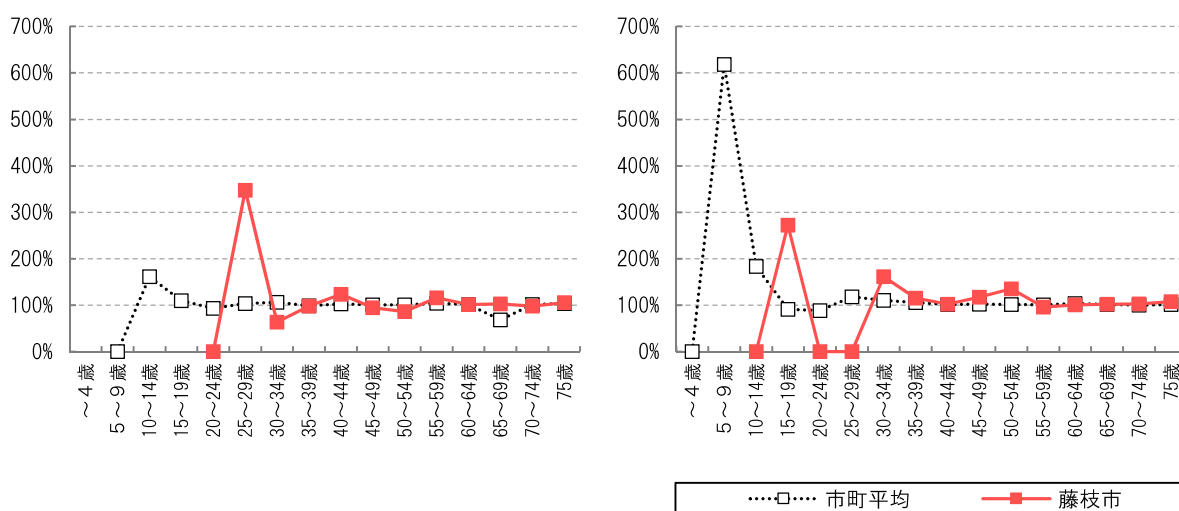 700%
600%
500%
400%
300%
200%
100%
0%
～4歳
5～9歳
10～14歳
15～19歳
20～24歳
25～29歳
30～34歳
35～39歳
40～44歳
45～49歳
50～54歳
55～59歳
60～64歳
65～69歳
70～74歳
75歳
700%
600%
500%
400%
300%
200%
100%
0%
～4歳
5～9歳
10～14歳
15～19歳
20～24歳
25～29歳
30～34歳
35～39歳
40～44歳
45～49歳
50～54歳
55～59歳
60～64歳
65～69歳
70～74歳
75歳
市町平均 藤枝市